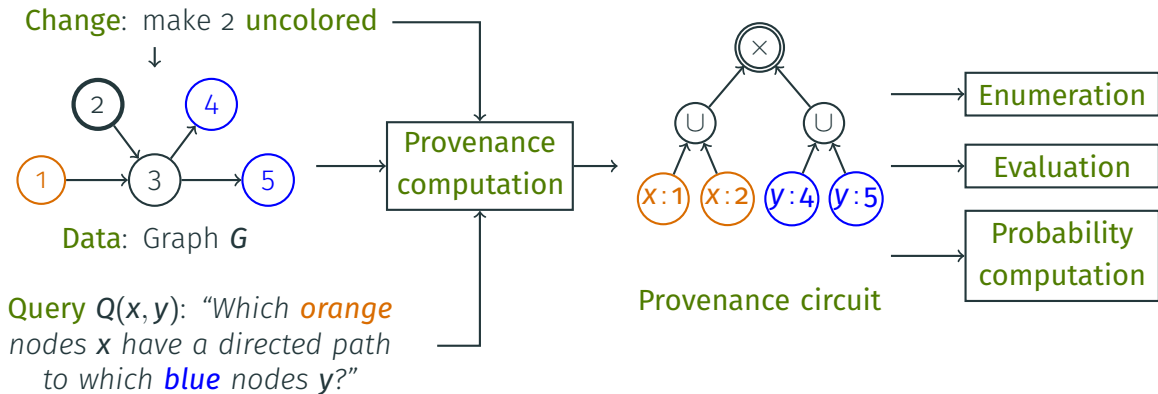 Change: make 2 uncolored
↓
2
4
1
3
5
Data: Graph G
Query Q(x, y): “Which orange
nodes x have a directed path
to which blue nodes y?”
Provenance
computation
×
∪
∪
x:1
x:2
y:4
y:5
Provenance circuit
Enumeration
Evaluation
Probability
computation